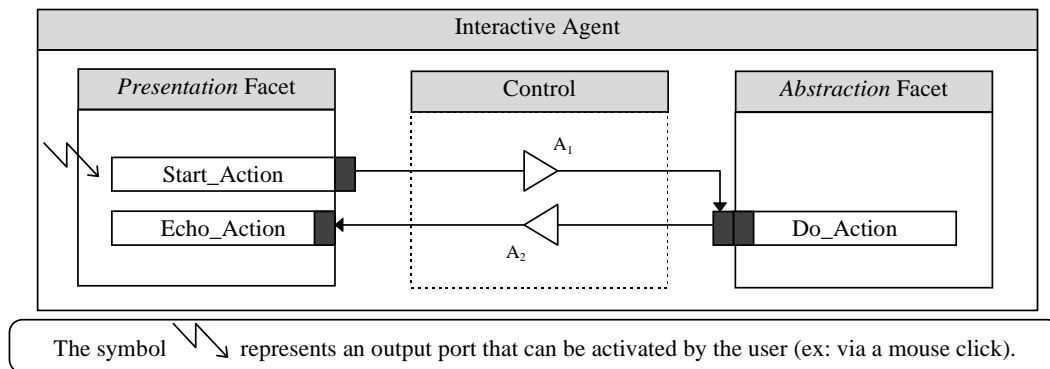 Interactive Agent
Presentation Facet
Control
Abstraction Facet
A1
Start_Action
Echo_Action
Do_Action
A2
The symbol represents an output port that can be activated by the user (ex: via a mouse click).